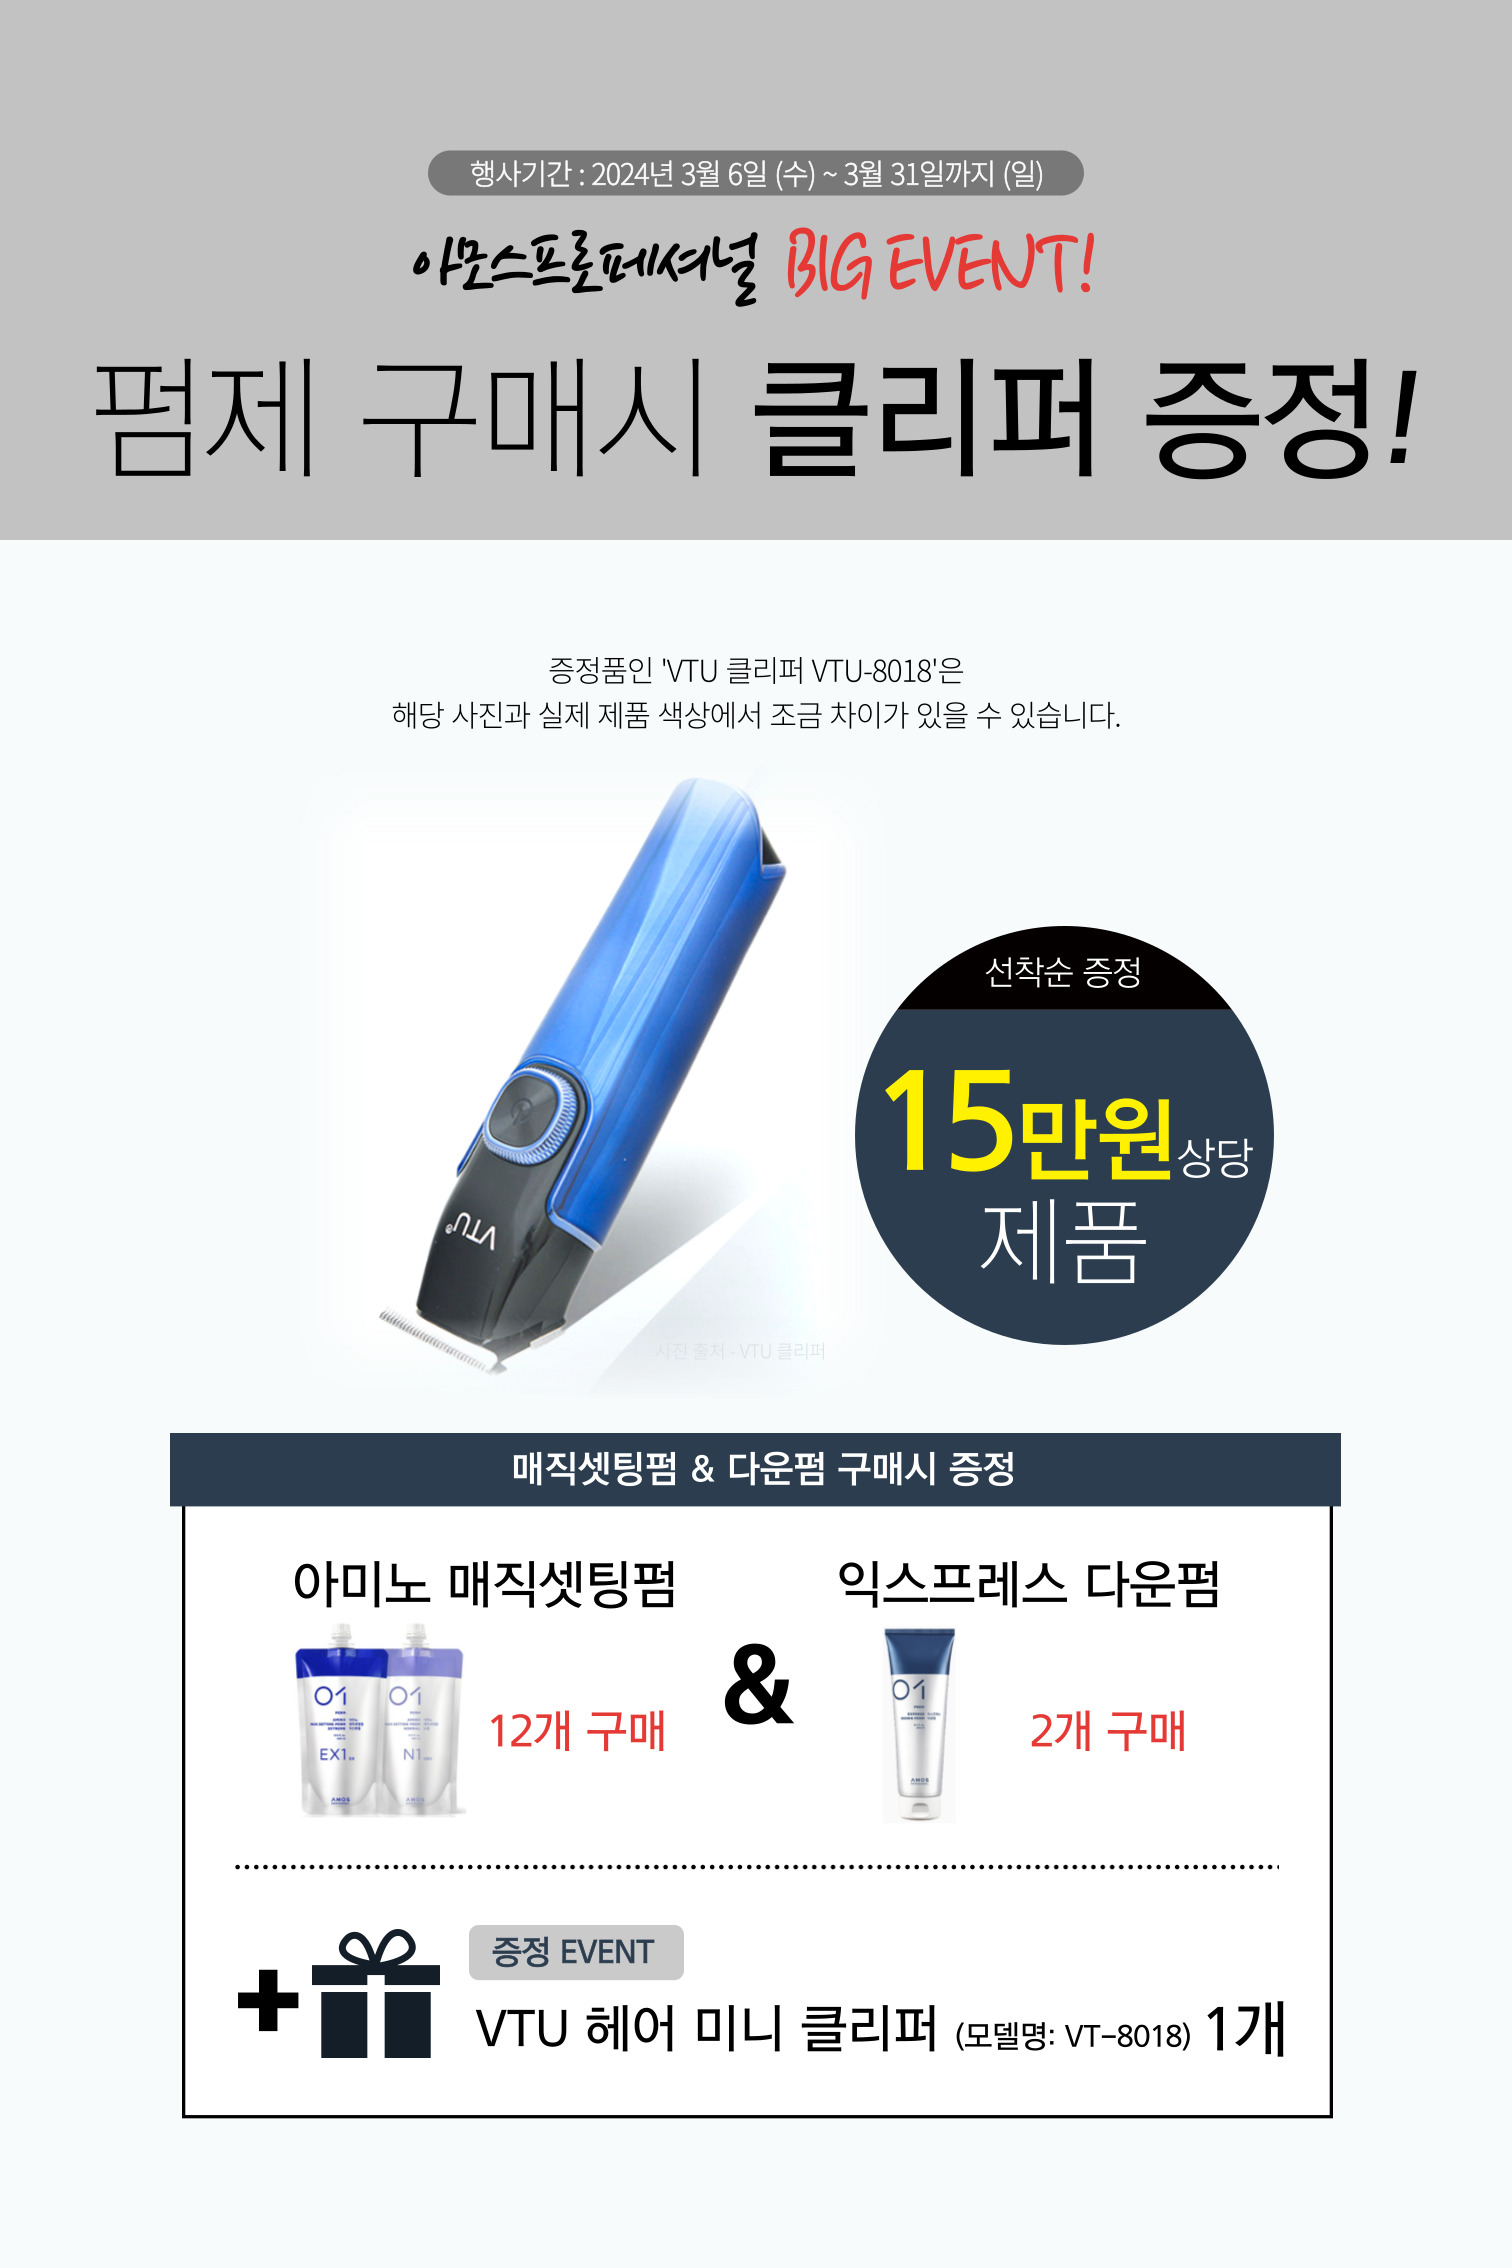 행사기간 : 2024년 3월 6일 (수) ~ 3월 31일까지 (일)
아모스프로페셔널 BIG EVENT!
펌제 구매시 클리퍼 증정!
증정품인 'VTU 클리퍼 VTU-8018'은
해당 사진과 실제 제품 색상에서 조금 차이가 있을 수 있습니다.
VTU®
선착순 증정
15만원상당
제품
사진 출처 - VTU 클리퍼
매직셋팅펌 & 다운펌 구매시 증정
아미노 매직셋팅펌
익스프레스 다운펌
01
EX1
AMOS
01
N1
AMOS
12개 구매
&
01
AMOS
2개 구매
+
증정 EVENT
VTU 헤어 미니 클리퍼 (모델명: VT-8018) 1개